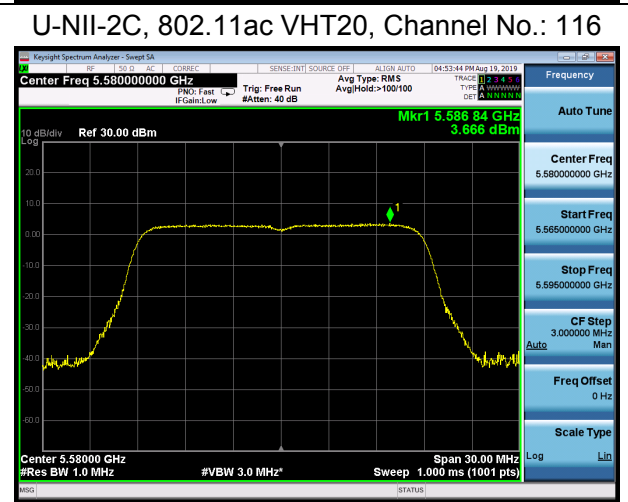 U-NII-2C, 802.11ac VHT20, Channel No.: 116
Keysight Spectrum Analyzer - Swept SA
RF 50 Ω AC CORREC SENSE:INT SOURCE OFF ALIGN AUTO 04:53:44 PM Aug 19, 2019
Center Freq 5.580000000 GHz
PNO: Fast
IFGain:Low
Trig: Free Run
#Atten: 40 dB
Avg Type: RMS
Avg|Hold:>100/100
TRACE 1 2 3 4 5 6
TYPE A WWWWW
DET A N N N N N
Mkr1 5.586 84 GHz
3.666 dBm
10 dB/div Ref 30.00 dBm
Log
20.0
10.0
0.00
-10.0
-20.0
-30.0
-40.0
-50.0
-60.0
1
Center 5.58000 GHz
Span 30.00 MHz
#Res BW 1.0 MHz
#VBW 3.0 MHz*
Sweep 1.000 ms (1001 pts)
MSG
STATUS
Frequency
Auto Tune
Center Freq
5.580000000 GHz
Start Freq
5.565000000 GHz
Stop Freq
5.595000000 GHz
CF Step
3.000000 MHz
Auto Man
Freq Offset
0 Hz
Scale Type
Log Lin